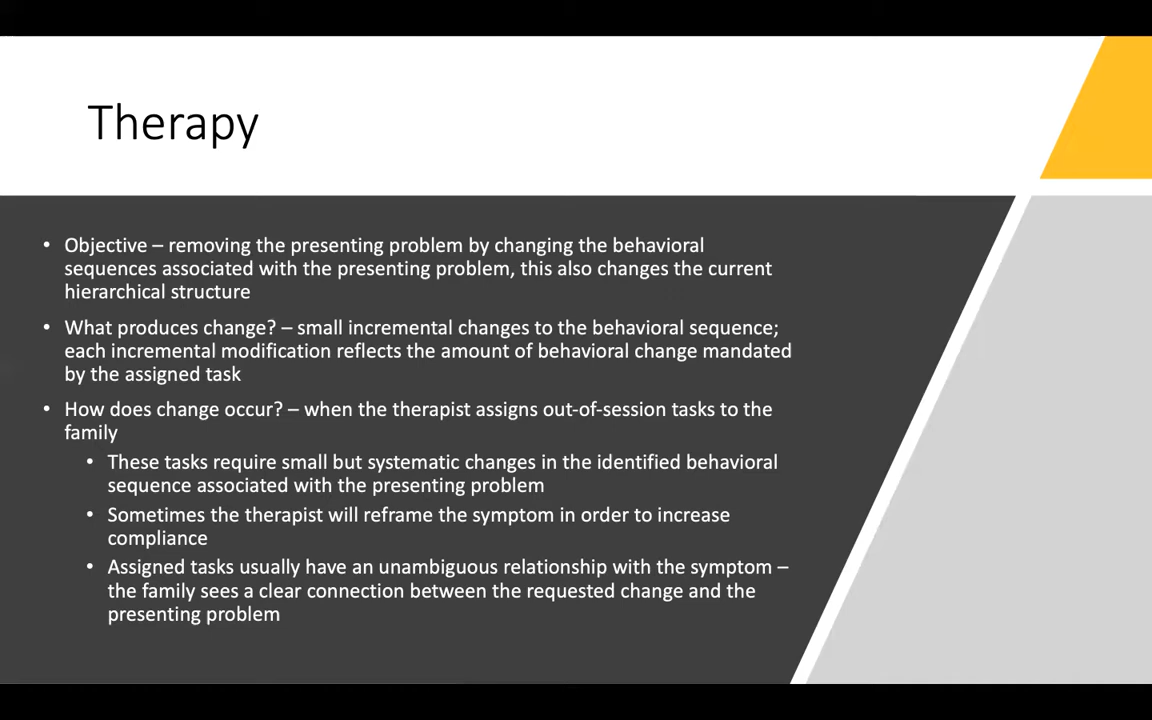 Therapy
• Objective – removing the presenting problem by changing the behavioral
sequences associated with the presenting problem, this also changes the current
hierarchical structure
• What produces change? – small incremental changes to the behavioral sequence;
each incremental modification reflects the amount of behavioral change mandated
by the assigned task
• How does change occur? – when the therapist assigns out-of-session tasks to the
family
• These tasks require small but systematic changes in the identified behavioral
sequence associated with the presenting problem
• Sometimes the therapist will reframe the symptom in order to increase
compliance
• Assigned tasks usually have an unambiguous relationship with the symptom –
the family sees a clear connection between the requested change and the
presenting problem